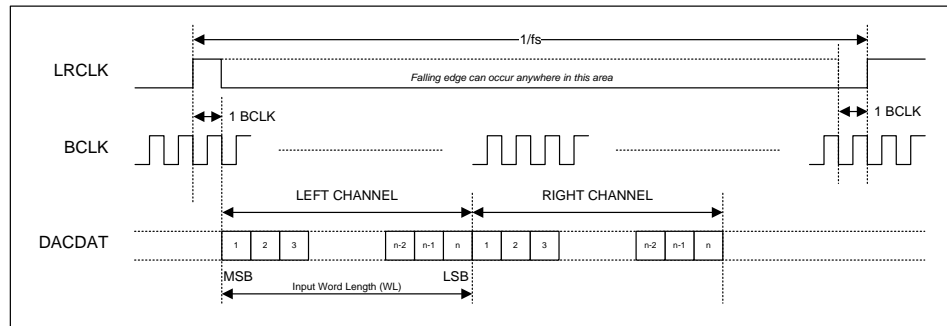 1/fs
LRCLK
Falling edge can occur anywhere in this area
1 BCLK
1 BCLK
BCLK
LEFT CHANNEL
RIGHT CHANNEL
DACDAT
1 2 3 n-2 n-1 n 1 2 3 n-2 n-1 n
MSB
LSB
Input Word Length (WL)